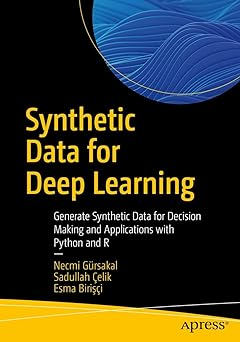 Synthetic
Data for
Deep Learning
Generate Synthetic Data for Decision
Making and Applications with
Python and R
Necmi Gürsakal
Sadullah Çelik
Esma Birişçi
Apress®